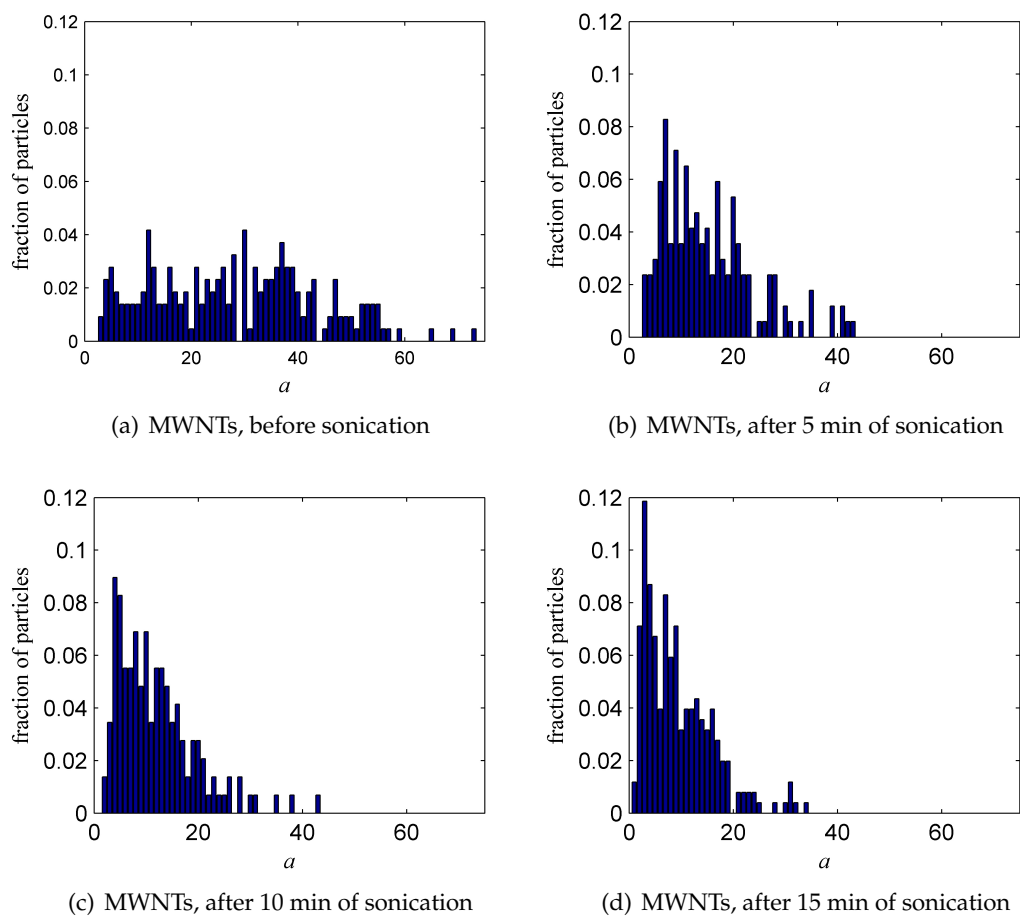 0.12
0.1
0.08
0.06
0.04
0.02
0
fraction of particles
0 20 40 60
a
(a) MWNTs, before sonication
0.12
0.1
0.08
0.06
0.04
0.02
0
fraction of particles
0 20 40 60
a
(b) MWNTs, after 5 min of sonication
0.12
0.1
0.08
0.06
0.04
0.02
0
fraction of particles
0 20 40 60
a
(c) MWNTs, after 10 min of sonication
0.12
0.1
0.08
0.06
0.04
0.02
0
fraction of particles
0 20 40 60
a
(d) MWNTs, after 15 min of sonication